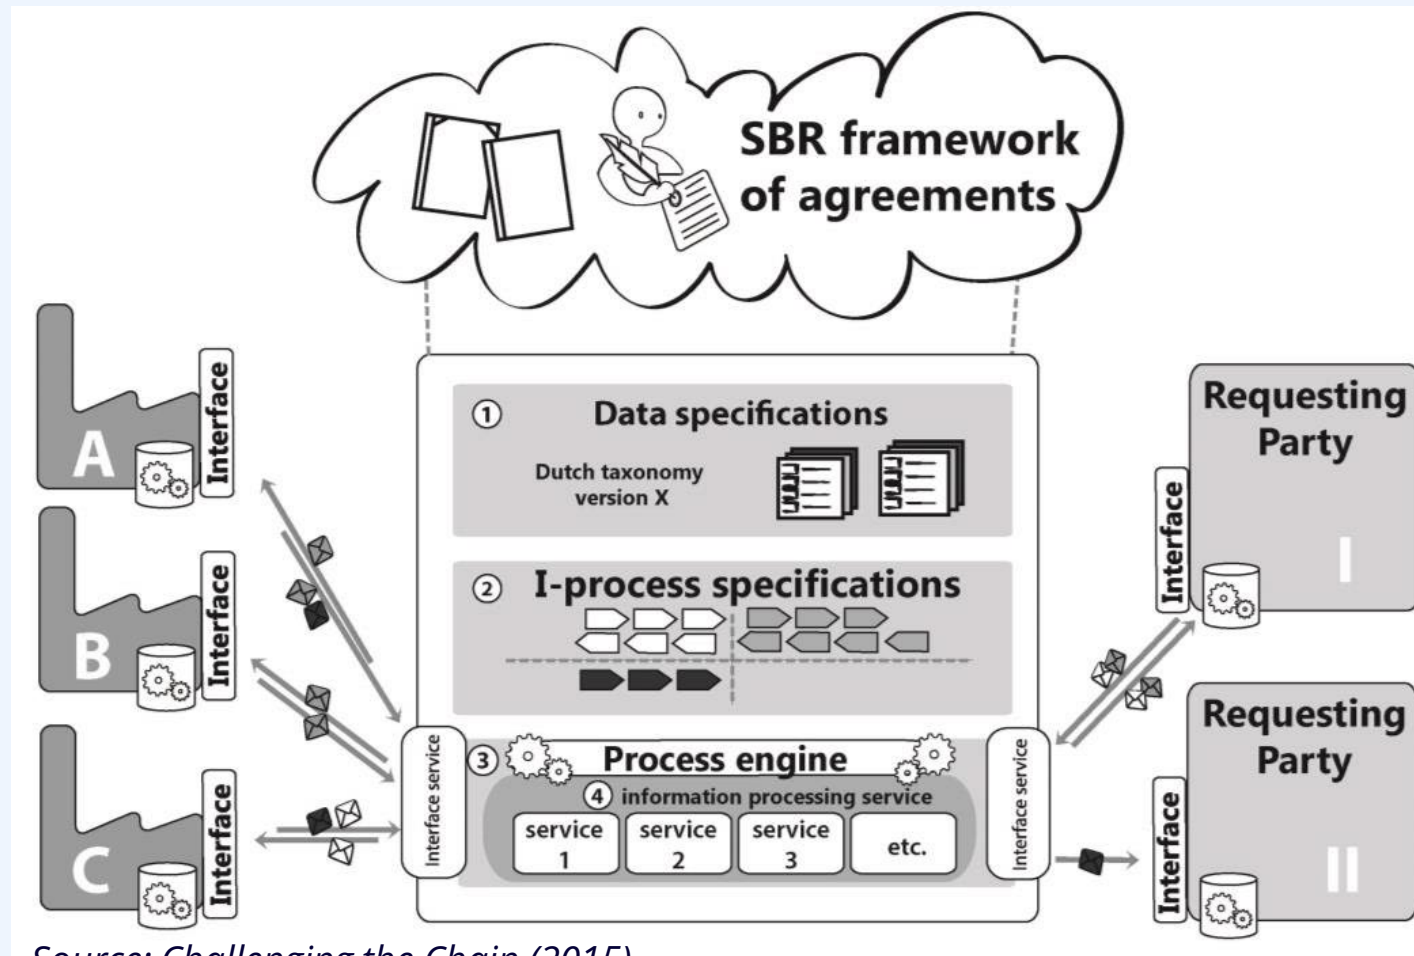 SBR framework
of agreements
A
Interface
B
Interface
C
Interface
1 Data specifications
Dutch taxonomy
version X
2 I-process specifications
Interface service
3 Process engine
4 information processing service
service
1
service
2
service
3
etc.
Interface service
Requesting
Party
I
Interface
Requesting
Party
II
Interface
Source: Challenging the Chain (2015)